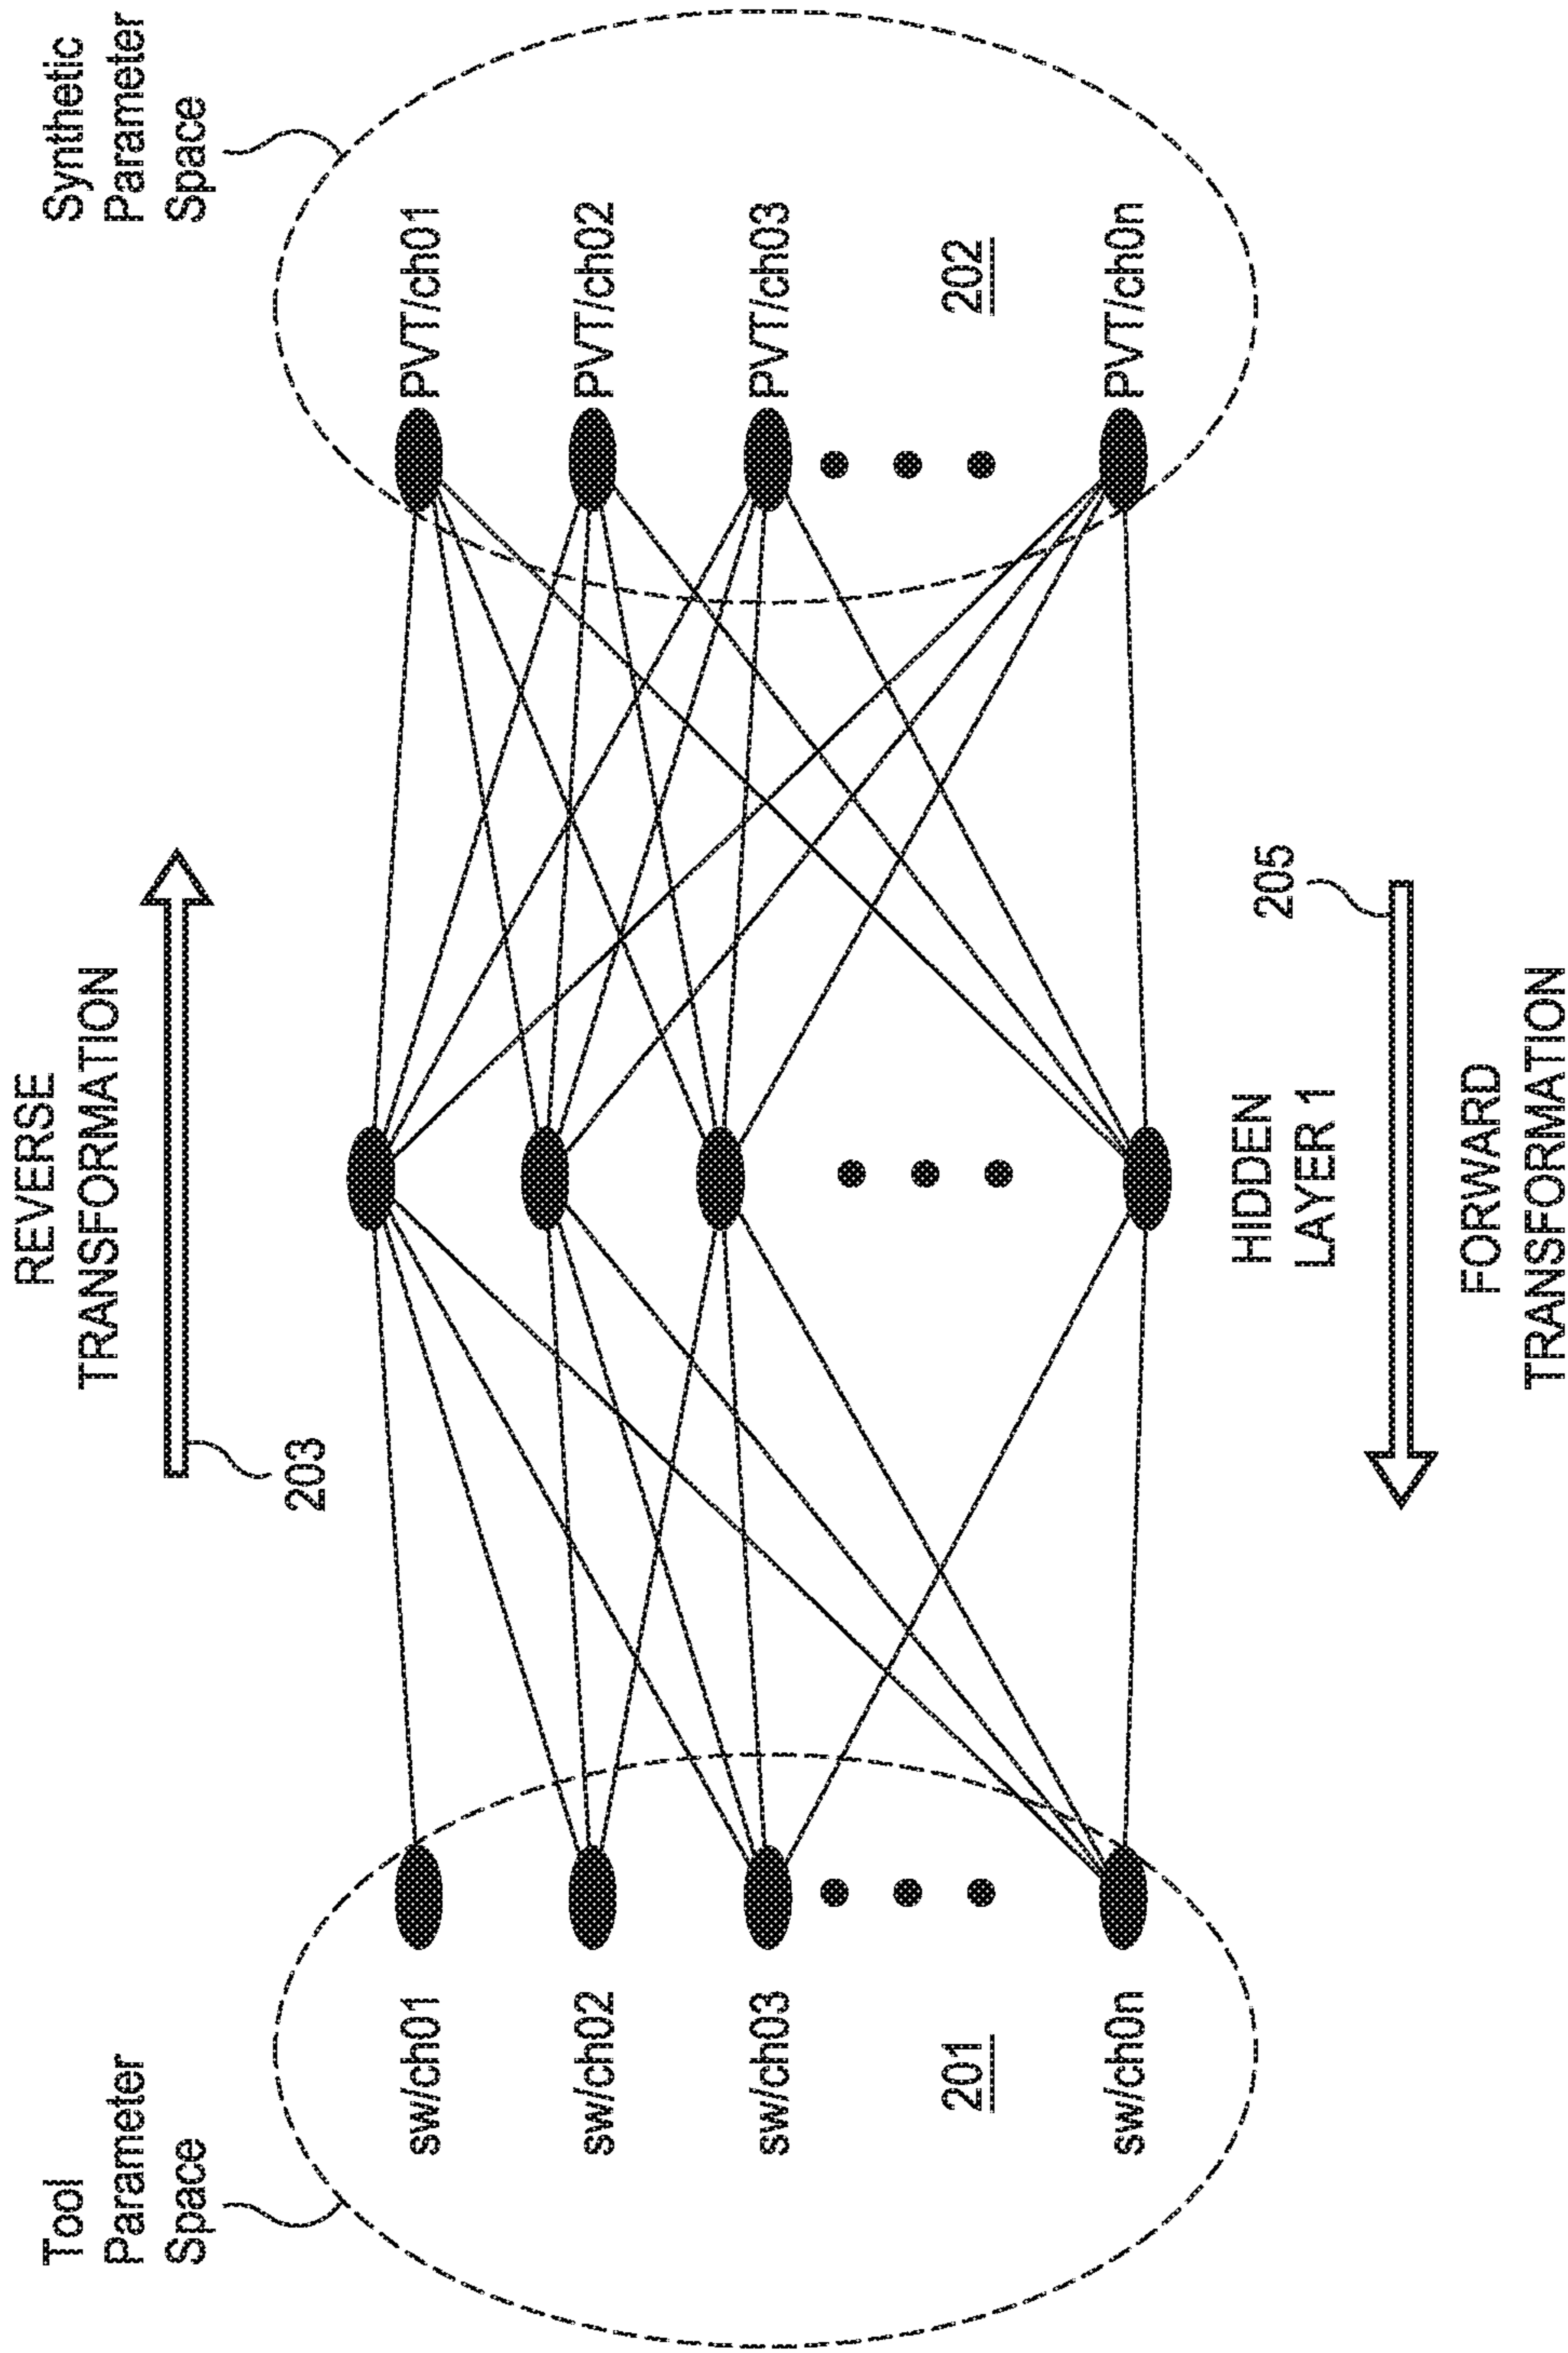 REVERSE
TRANSFORMATION
203
Tool
Parameter
Space
Synthetic
Parameter
Space
sw/ch01
sw/ch02
sw/ch03
201
sw/ch0n
PVT/ch01
PVT/ch02
PVT/ch03
202
PVT/ch0n
HIDDEN
LAYER 1
205
FORWARD
TRANSFORMATION